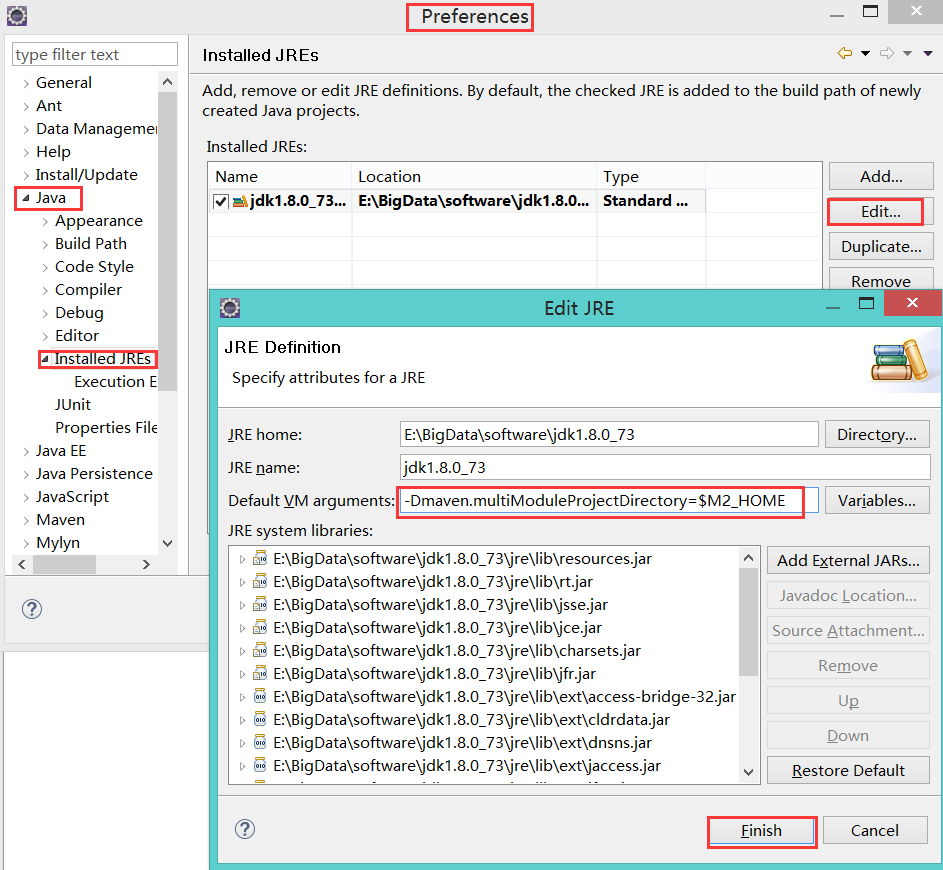 Preferences
type filter text
General
Ant
Data Managemen
Help
Install/Update
Java
Appearance
Build Path
Code Style
Compiler
Debug
Editor
Installed JREs
Execution E
JUnit
Properties File
Java EE
Java Persistence
JavaScript
Maven
Mylyn
Installed JREs
Add, remove or edit JRE definitions. By default, the checked JRE is added to the build path of newly
created Java projects.
Installed JREs:
Name Location Type
jdk1.8.0_73... E:\BigData\software\jdk1.8.0... Standard ...
Add...
Edit...
Duplicate...
Remove
Edit JRE
JRE Definition
Specify attributes for a JRE
JRE home: E:\BigData\software\jdk1.8.0_73 Directory...
JRE name: jdk1.8.0_73
Default VM arguments: -Dmaven.multiModuleProjectDirectory=$M2_HOME Variables...
JRE system libraries:
E:\BigData\software\jdk1.8.0_73\jre\lib\resources.jar
E:\BigData\software\jdk1.8.0_73\jre\lib\rt.jar
E:\BigData\software\jdk1.8.0_73\jre\lib\jsse.jar
E:\BigData\software\jdk1.8.0_73\jre\lib\jce.jar
E:\BigData\software\jdk1.8.0_73\jre\lib\charsets.jar
E:\BigData\software\jdk1.8.0_73\jre\lib\jfr.jar
E:\BigData\software\jdk1.8.0_73\jre\lib\ext\access-bridge-32.jar
E:\BigData\software\jdk1.8.0_73\jre\lib\ext\cldrdata.jar
E:\BigData\software\jdk1.8.0_73\jre\lib\ext\dnsns.jar
E:\BigData\software\jdk1.8.0_73\jre\lib\ext\jaccess.jar
Add External JARs...
Javadoc Location...
Source Attachment...
Remove
Up
Down
Restore Default
Finish
Cancel